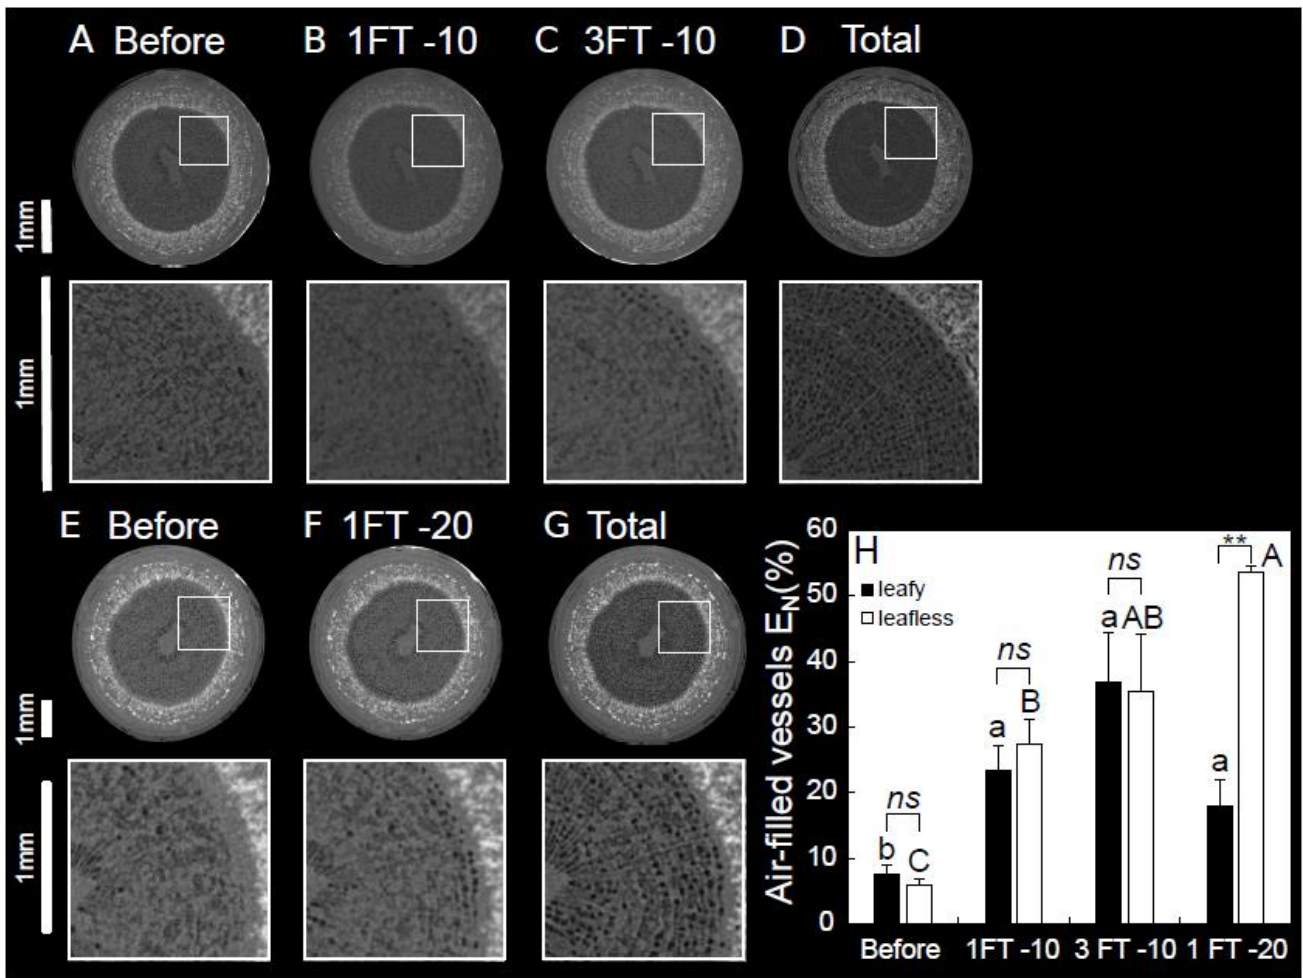 A Before
B 1FT -10
C 3FT -10
D Total
1mm
1mm
E Before
F 1FT -20
G Total
1mm
1mm
H
Air-filled vessels E_N(%)
60
50
40
30
20
10
0
leafy
leafless
ns
b
C
ns
a
B
ns
a
AB
**
a
A
Before
1FT -10
3 FT -10
1 FT -20